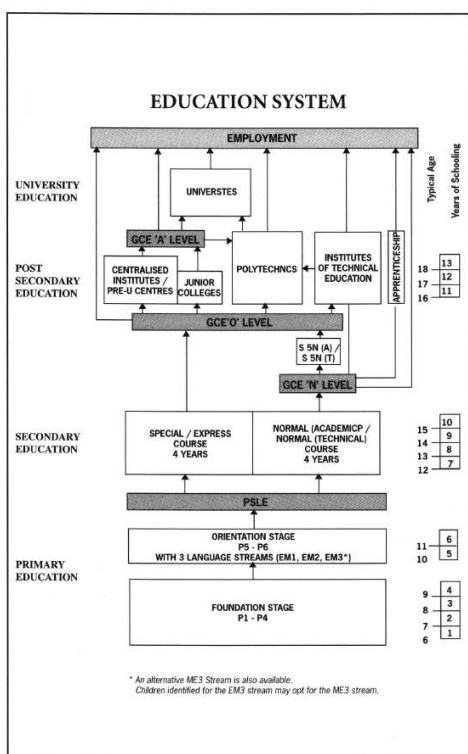 EDUCATION SYSTEM
EMPLOYMENT
Typical Age
Years of Schooling
UNIVERSITY
EDUCATION
UNIVERSTES
GCE 'A' LEVEL
POST
SECONDARY
EDUCATION
CENTRALISED
INSTITUTES /
PRE-U CENTRES
JUNIOR
COLLEGES
POLYTECHNCS
INSTITUTES
OF TECHNICAL
EDUCATION
APPRENTICESHIP
18
17
16
13
12
11
GCE'O' LEVEL
S 5N (A) /
S 5N (T)
GCE 'N' LEVEL
SECONDARY
EDUCATION
SPECIAL / EXPRESS
COURSE
4 YEARS
NORMAL (ACADEMICP /
NORMAL (TECHNICAL)
COURSE
4 YEARS
15
14
13
12
10
9
8
7
PSLE
PRIMARY
EDUCATION
ORIENTATION STAGE
P5 - P6
WITH 3 LANGUAGE STREAMS (EM1, EM2, EM3*)
11
10
6
5
FOUNDATION STAGE
P1 - P4
9
8
7
6
4
3
2
1
* An alternative ME3 Stream is also available.
Children identified for the EM3 stream may opt for the ME3 stream.